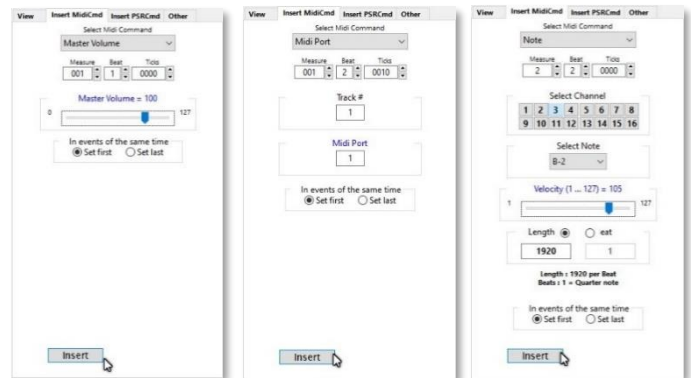 View Insert MidiCmd Insert PSRCmd Other
Select Midi Command
Master Volume
Measure Beat Ticks
001 1 0000
Master Volume = 100
0 127
In events of the same time
Set first Set last
Insert
View Insert MidiCmd Insert PSRCmd Other
Select Midi Command
Midi Port
Measure Beat Ticks
001 2 0010
Track #
1
Midi Port
1
In events of the same time
Set first Set last
Insert
View Insert MidiCmd Insert PSRCmd Other
Select Midi Command
Note
Measure Beat Ticks
2 2 0000
Select Channel
1 2 3 4 5 6 7 8
9 10 11 12 13 14 15 16
Select Note
B-2
Velocity (1 ... 127) = 105
1 127
Length eat
1920 1
Length : 1920 per Beat
Beats : 1 = Quarter note
In events of the same time
Set first Set last
Insert